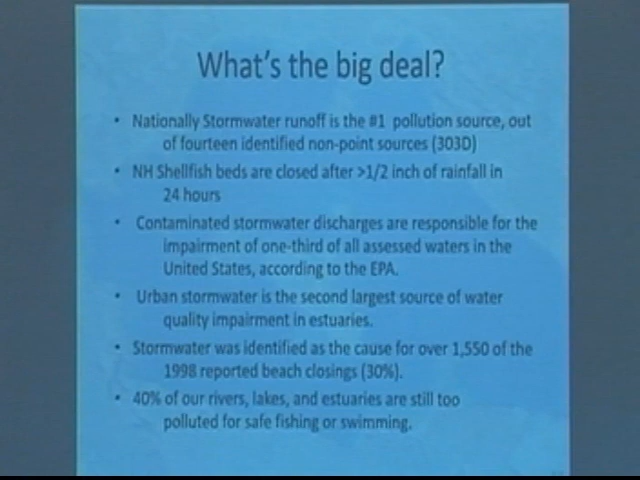 What's the big deal?
• Nationally Stormwater runoff is the #1 pollution source, out
of fourteen identified non-point sources (303D)
• NH Shellfish beds are closed after >1/2 inch of rainfall in
24 hours
• Contaminated stormwater discharges are responsible for the
impairment of one-third of all assessed waters in the
United States, according to the EPA.
• Urban stormwater is the second largest source of water
quality impairment in estuaries.
• Stormwater was identified as the cause for over 1,550 of the
1998 reported beach closings (30%).
• 40% of our rivers, lakes, and estuaries are still too
polluted for safe fishing or swimming.